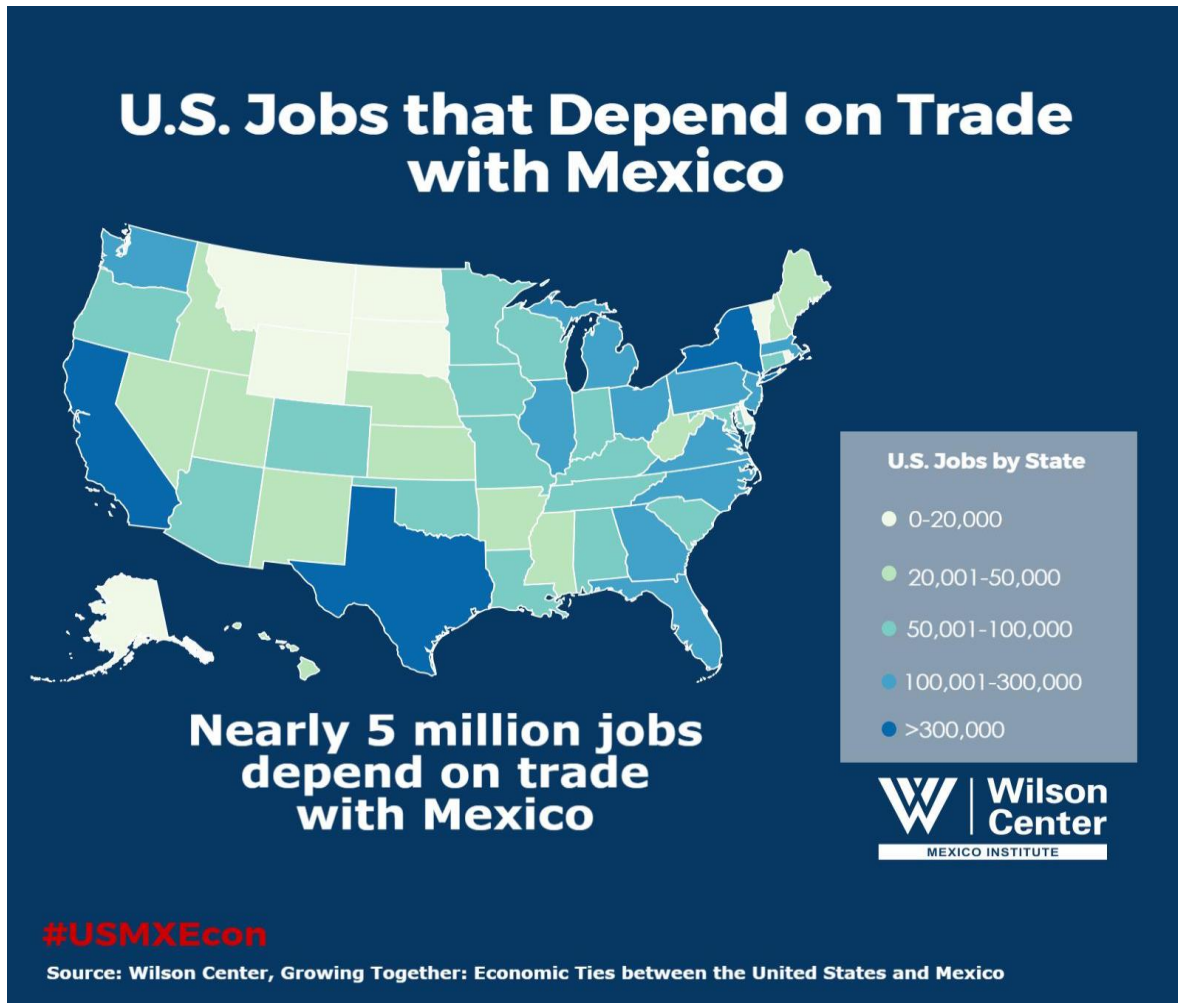 U.S. Jobs that Depend on Trade
with Mexico
U.S. Jobs by State
0-20,000
20,001-50,000
50,001-100,000
100,001-300,000
>300,000
Nearly 5 million jobs
depend on trade
with Mexico
Wilson
Center
MEXICO INSTITUTE
#USMXEcon
Source: Wilson Center, Growing Together: Economic Ties between the United States and Mexico